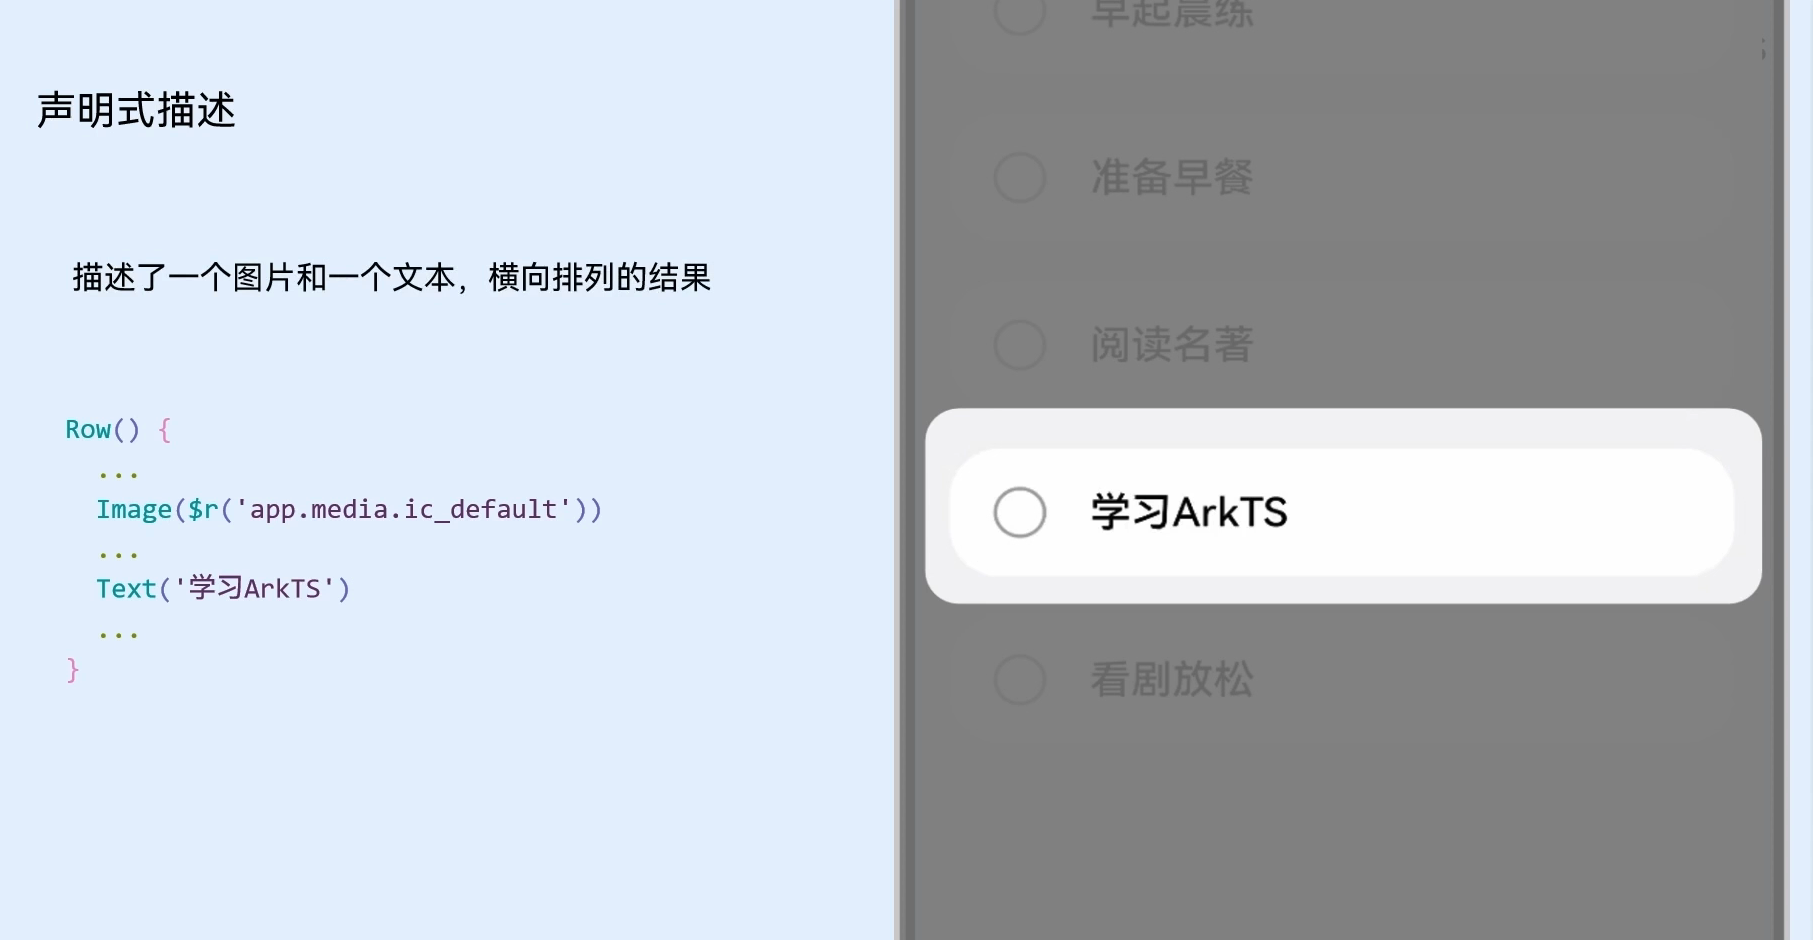 声明式描述
描述了一个图片和一个文本，横向排列的结果
Row() {
...
Image($r('app.media.ic_default'))
...
Text('学习ArkTS')
...
}
早起晨练
准备早餐
阅读名著
学习ArkTS
看剧放松